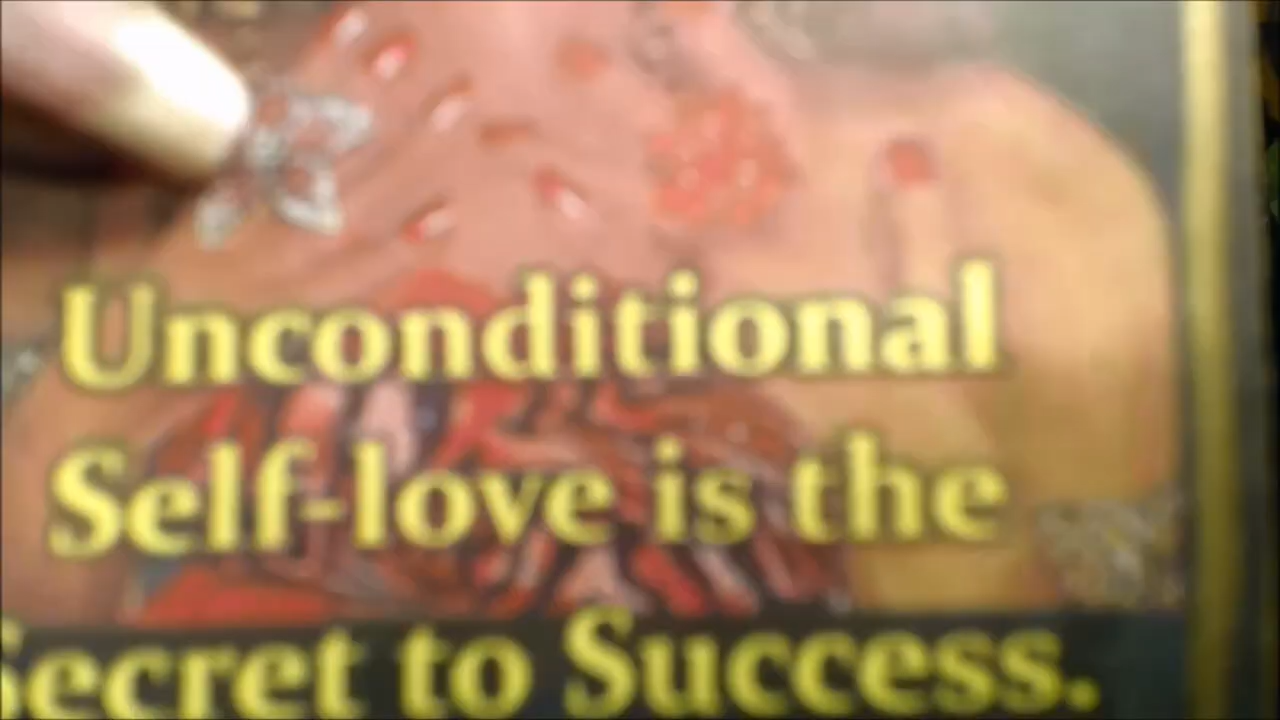 Unconditional
Self-love is the
Secret to Success.